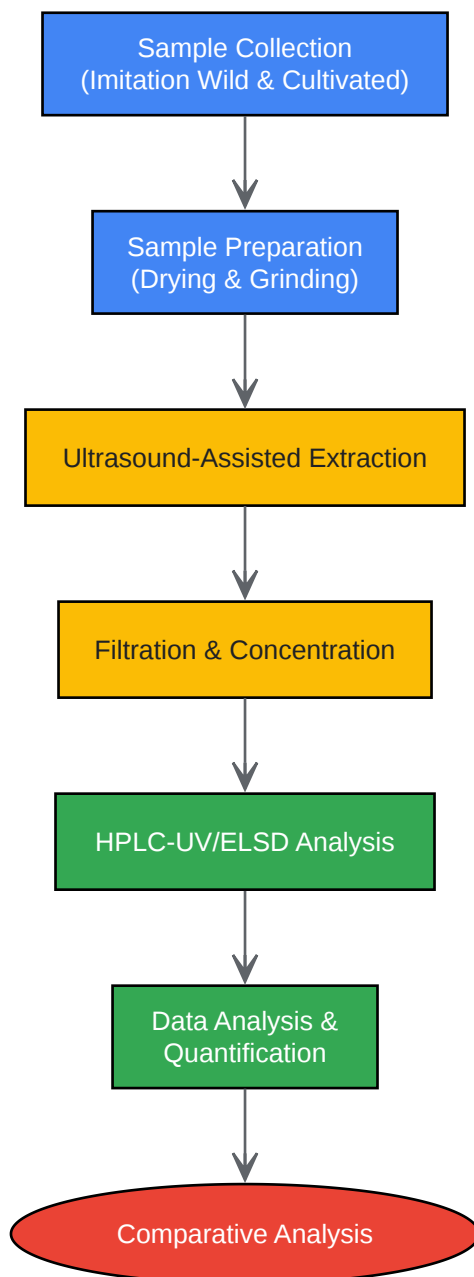 Sample Collection
(Imitation Wild & Cultivated)
Sample Preparation
(Drying & Grinding)
Ultrasound-Assisted Extraction
Filtration & Concentration
HPLC-UV/ELSD Analysis
Data Analysis &
Quantification
Comparative Analysis